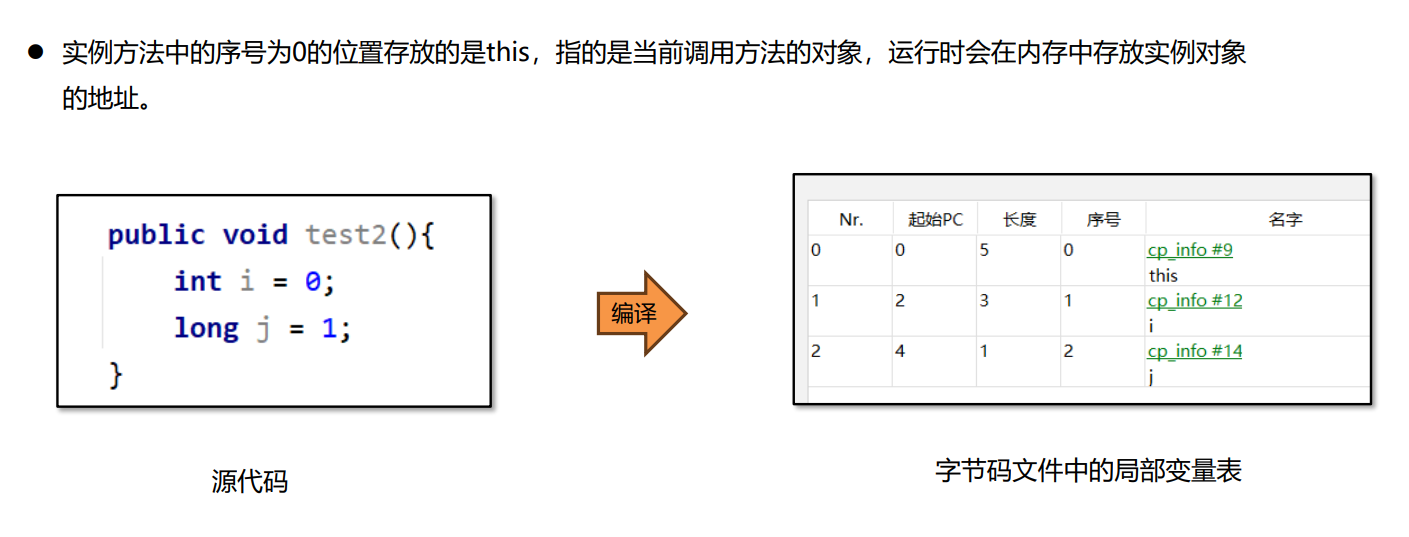 ● 实例方法中的序号为0的位置存放的是this，指的是当前调用方法的对象，运行时会在内存中存放实例对象
的地址。
public void test2(){
int i = 0;
long j = 1;
}
编译
Nr. 起始PC 长度 序号 名字
0 0 5 0 cp_info #9
this
1 2 3 1 cp_info #12
i
2 4 1 2 cp_info #14
j
源代码
字节码文件中的局部变量表